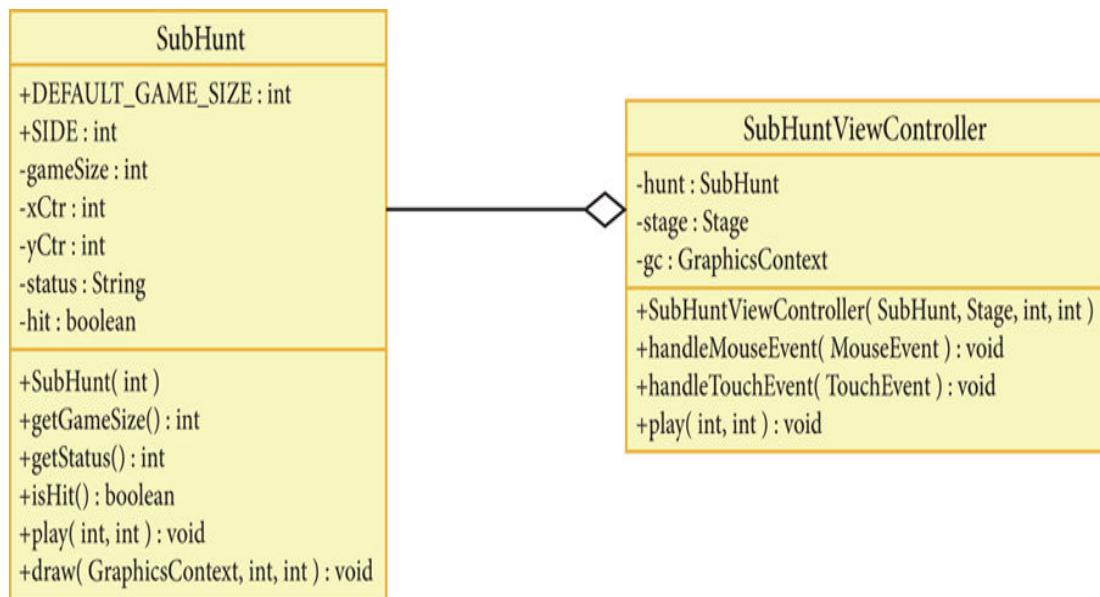 SubHunt
+DEFAULT_GAME_SIZE : int
+SIDE : int
-gameSize : int
-xCtr : int
-yCtr : int
-status : String
-hit : boolean
+SubHunt( int )
+getGameSize() : int
+getStatus() : int
+isHit() : boolean
+play( int, int ) : void
+draw( GraphicsContext, int, int ) : void
SubHuntViewController
-hunt : SubHunt
-stage : Stage
-gc : GraphicsContext
+SubHuntViewController( SubHunt, Stage, int, int )
+handleMouseEvent( MouseEvent ) : void
+handleTouchEvent( TouchEvent ) : void
+play( int, int ) : void